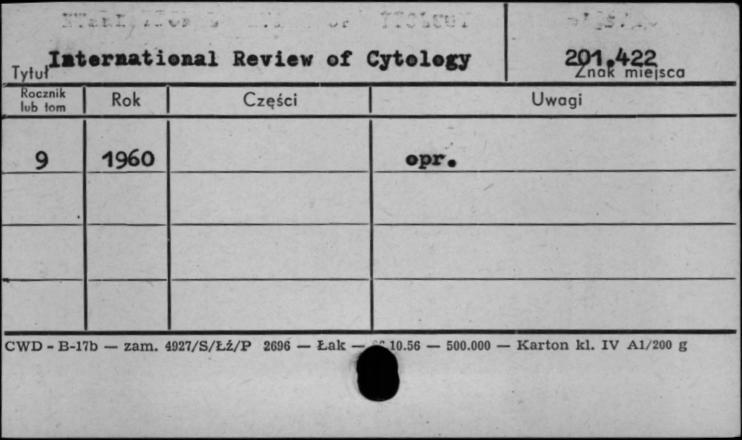 International Review of Cytology 201.422
Tytuł Znak miejsca
Rocznik lub tom Rok Części Uwagi
9 1960 opr.
CWD - B-17b — zam. 4927/S/ŁŻ/P 2696 — Łak — 10.56 — 500.000 — Karton kl. IV A1/200 g